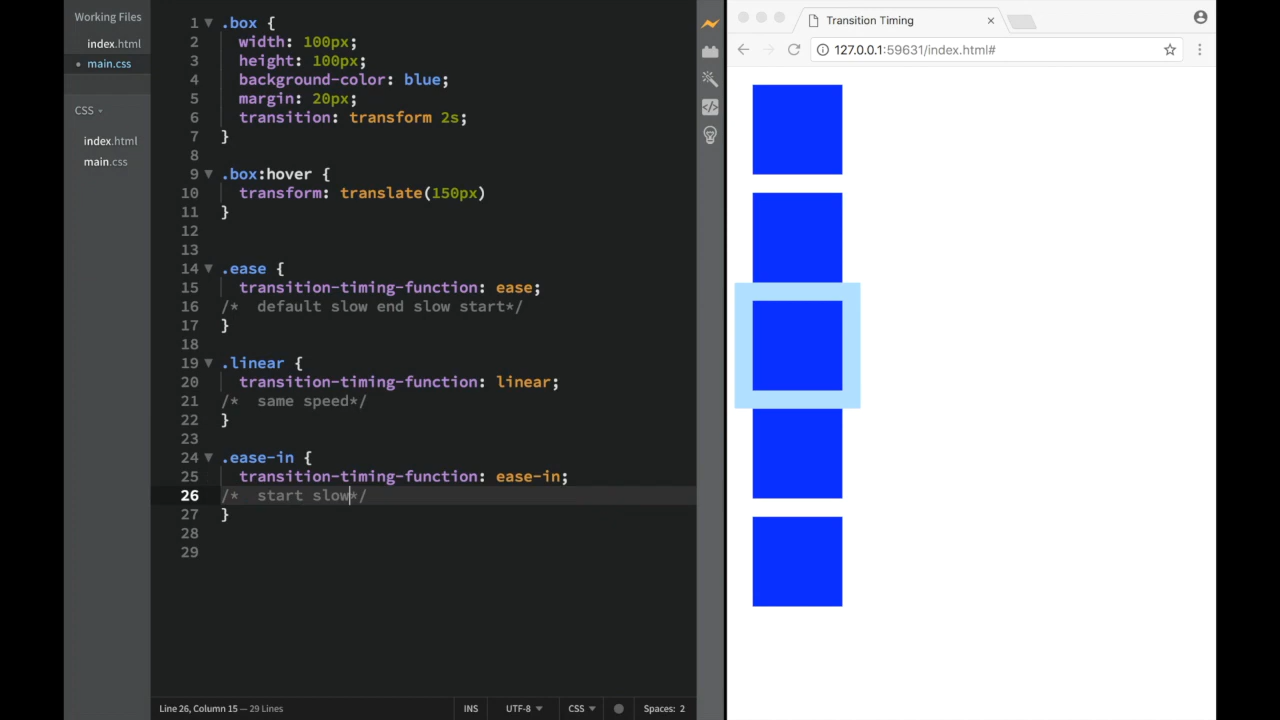 Working Files
index.html
main.css
CSS
index.html
main.css
1 .box {
2 width: 100px;
3 height: 100px;
4 background-color: blue;
5 margin: 20px;
6 transition: transform 2s;
7 }
8
9 .box:hover {
10 transform: translate(150px)
11 }
12
13
14 .ease {
15 transition-timing-function: ease;
16 /*  default slow end slow start*/
17 }
18
19 .linear {
20 transition-timing-function: linear;
21 /*  same speed*/
22 }
23
24 .ease-in {
25 transition-timing-function: ease-in;
26 /*  start slow*/
27 }
28
29
Line 26, Column 15 — 29 Lines
INS
UTF-8
CSS
Spaces: 2
Transition Timing
127.0.0.1:59631/index.html#